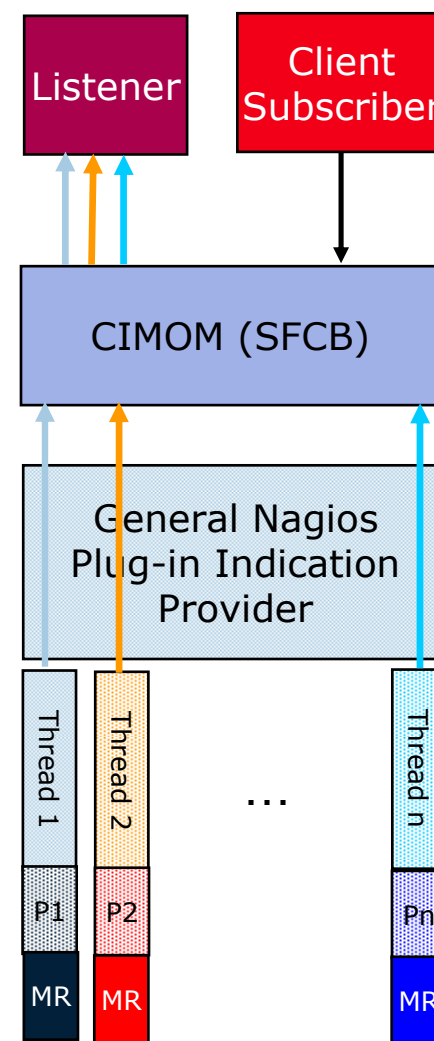 Listener
Client
Subscriber
CIMOM (SFCB)
General Nagios
Plug-in Indication
Provider
Thread 1
Thread 2
...
Thread n
P1
P2
Pn
MR
MR
MR